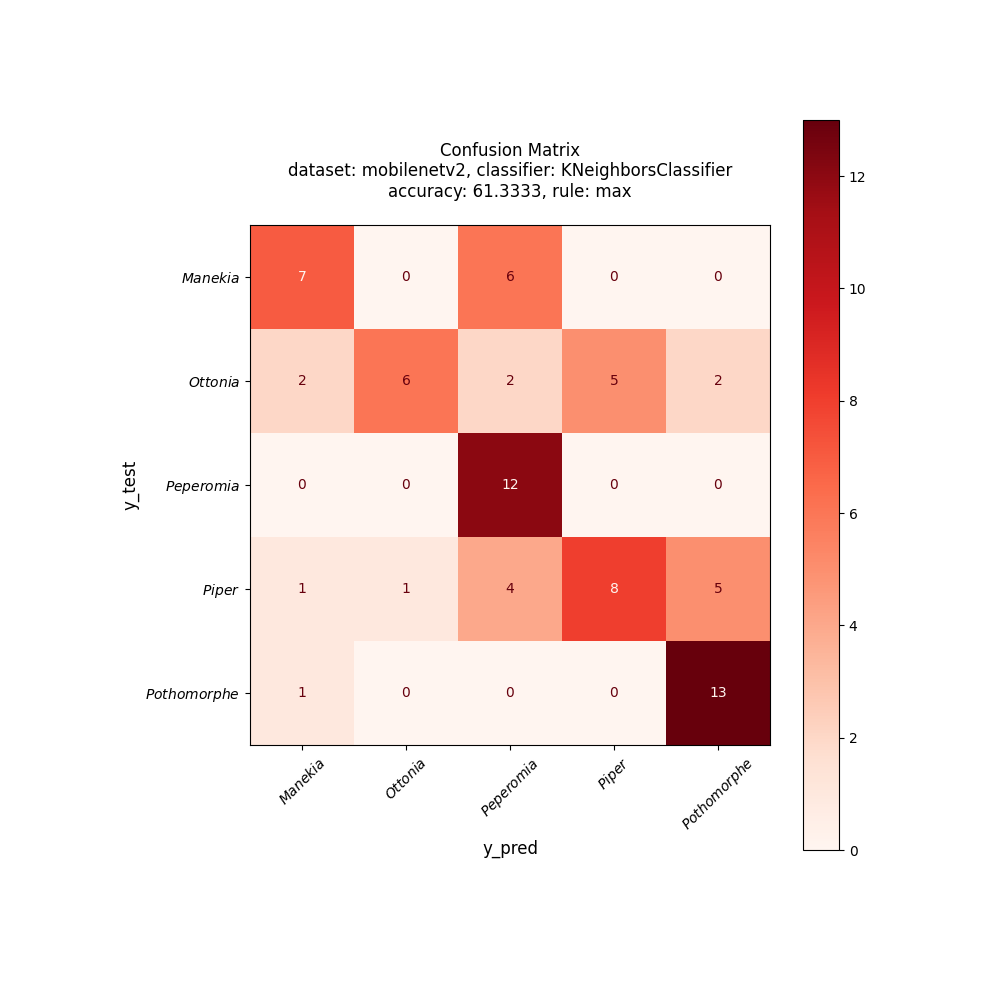 Confusion Matrix
dataset: mobilenetv2, classifier: KNeighborsClassifier
accuracy: 61.3333, rule: max
Manekia 7 0 6 0 0
Ottonia 2 6 2 5 2
Peperomia 0 0 12 0 0
Piper 1 1 4 8 5
Pothomorphe 1 0 0 0 13
Manekia Ottonia Peperomia Piper Pothomorphe
y_pred
y_test
12
10
8
6
4
2
0